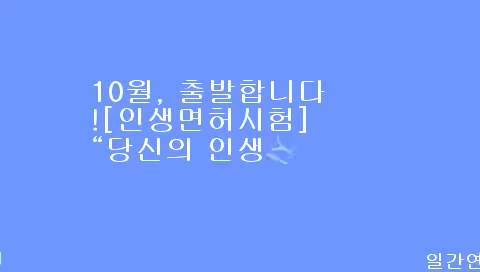 10월, 출발합니다
![인생면허시험]
“당신의 인생
일간연